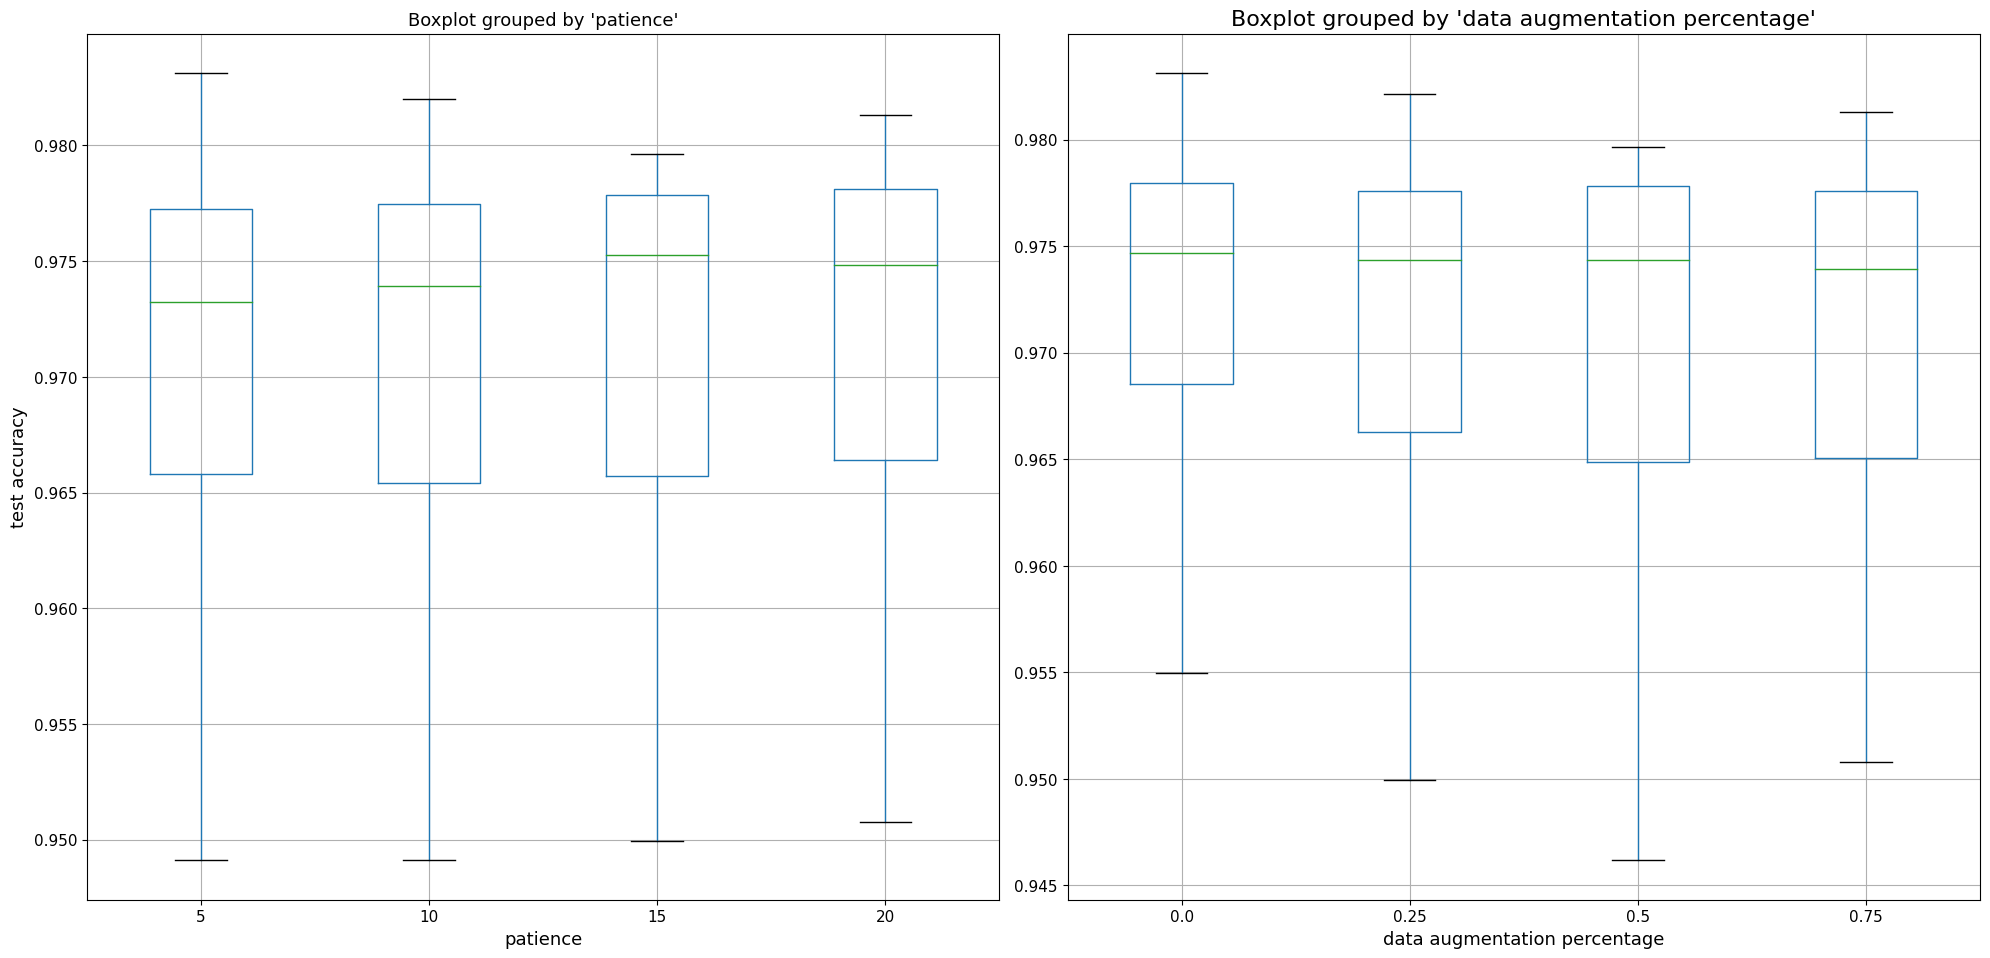 Boxplot grouped by 'patience'
0.980
0.975
0.970
0.965
0.960
0.955
0.950
test accuracy
5 10 15 20
patience
Boxplot grouped by 'data augmentation percentage'
0.980
0.975
0.970
0.965
0.960
0.955
0.950
0.945
0.0 0.25 0.5 0.75
data augmentation percentage